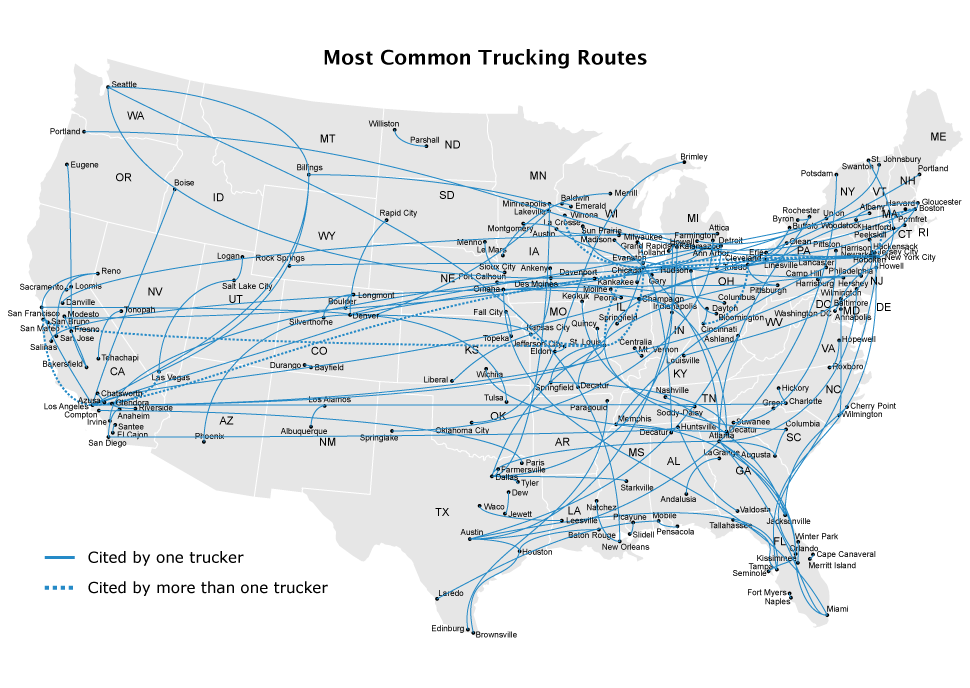 Most Common Trucking Routes
Seattle
WA
Portland
Williston
Parshall
ND
MT
ME
Brimley
St. Johnsbury
Swanton
Portland
Potsdam
Eugene
OR
Boise
ID
Billings
MN
NH
VT
NY
SD
Merrill
Baldwin
Minneapolis
Emerald
Lakeville
Winona
WI
Rapid City
La Crosse
Montgomery
Austin
Sun Prairie
MI
Attica
Rochester
Byron
Buffalo
Union
Woodstock
Albany
MA
Harvard
Gloucester
Boston
Pomfret
Hartford
CT
RI
Peekskill
WY
Menno
Le Mars
IA
Madison
Milwaukee
Farmington
Howell
Detroit
Grand Rapids
Kalamazoo
Holland
Ann Arbor
Evanston
Erie
Cleveland
Toledo
Clean Pittston
PA
Harrison
Hackensack
Newark
Jersey City
Hoboken
New York City
Howell
Logan
Rock Springs
Sioux City
Ankeny
Chicago
Hudson
Linesville
Lancaster
Camp Hill
Philadelphia
Reno
Fort Calhoun
NE
Omaha
Des Moines
Davenport
Kankakee
Gary
OH
Pittsburgh
Harrisburg
Hershey
NJ
Sacramento
Loomis
NV
Salt Lake City
UT
Longmont
Boulder
Moline
Keokuk
Peoria
Champaign
Columbus
Wilmington
Danville
Tonopah
Denver
Silverthorne
Fall City
MO
IL
Indianapolis
Dayton
Bloomington
WV
Washington DC
DC
Baltimore
MD
Annapolis
DE
San Francisco
Modesto
San Bruno
San Mateo
Fresno
San Jose
Salinas
Kansas City
Quincy
Springfield
IN
Cincinnati
Ashland
Topeka
Jefferson City
St. Louis
Eldon
Centralia
Mt. Vernon
Louisville
Hopewell
VA
CO
KS
Tehachapi
Bakersfield
CA
Las Vegas
Durango
Bayfield
Liberal
Wichita
KY
Roxboro
Springfield
Decatur
Nashville
Hickory
NC
Chatsworth
Azusa
Glendora
Los Angeles
Riverside
Compton
Anaheim
Irvine
Santee
El Cajon
San Diego
Los Alamos
Tulsa
Paragould
TN
Soddy-Daisy
Greer
Charlotte
Cherry Point
Wilmington
AZ
Phoenix
Albuquerque
NM
Springlake
OK
Oklahoma City
Memphis
Huntsville
Decatur
Suwanee
Decatur
Atlanta
Columbia
SC
AR
MS
AL
LaGrange
Augusta
GA
Paris
Farmersville
Dallas
Tyler
Starkville
Andalusia
Dew
TX
Waco
Jewett
LA
Natchez
Leesville
Picayune
Mobile
Valdosta
Tallahassee
Jacksonville
Austin
Baton Rouge
Slidell
Pensacola
New Orleans
FL
Winter Park
Orlando
Houston
Kissimmee
Cape Canaveral
Tampa
Merritt Island
Seminole
Laredo
Fort Myers
Naples
Miami
Edinburg
Brownsville
Cited by one trucker
Cited by more than one trucker